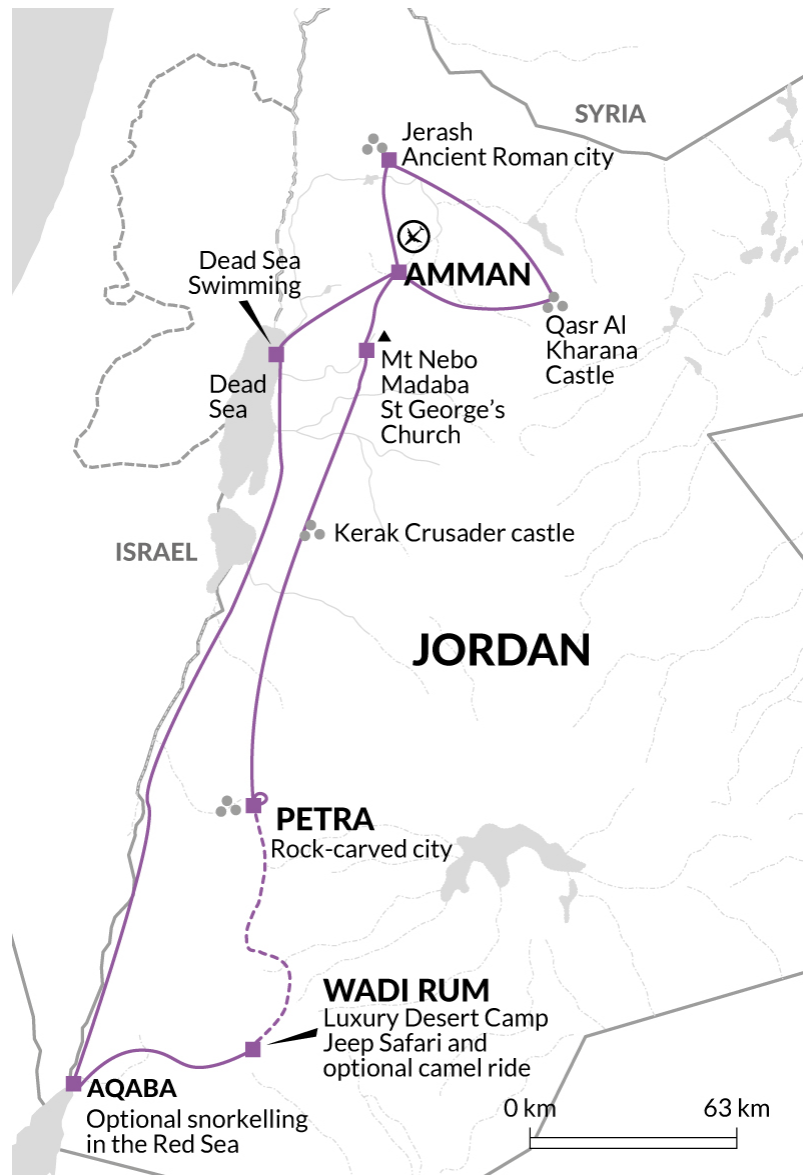 SYRIA
Jerash
Ancient Roman city
AMMAN
Dead Sea
Swimming
Qasr Al
Kharana
Castle
Mt Nebo
Madaba
St George’s
Church
Dead
Sea
Kerak Crusader castle
ISRAEL
JORDAN
PETRA
Rock-carved city
WADI RUM
Luxury Desert Camp
Jeep Safari and
optional camel ride
AQABA
Optional snorkelling
in the Red Sea
0 km
63 km